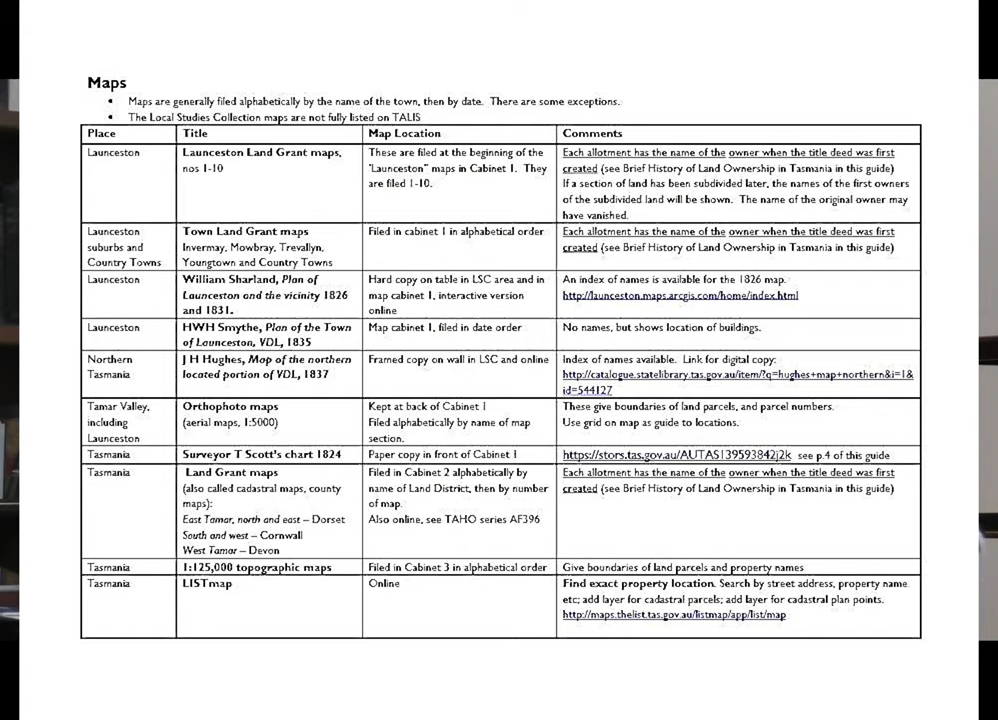 Maps
• Maps are generally filed alphabetically by the name of the town, then by date. There are some exceptions.
• The Local Studies Collection maps are not fully listed on TALIS
Place Title Map Location Comments
Launceston Launceston Land Grant maps, These are filed at the beginning of the Each allotment has the name of the owner when the title deed was first
nos 1-10 "Launceston" maps in Cabinet 1. They created (see Brief History of Land Ownership in Tasmania in this guide)
are filed 1-10. If a section of land has been subdivided later, the names of the first owners
of the subdivided land will be shown. The name of the original owner may
have vanished.
Launceston Town Land Grant maps Filed in cabinet 1 in alphabetical order Each allotment has the name of the owner when the title deed was first
suburbs and Invermay, Mowbray, Trevallyn, created (see Brief History of Land Ownership in Tasmania in this guide)
Country Towns Youngtown and Country Towns
Launceston William Sharland, Plan of Hard copy on table in LSC area and in An index of names is available for the 1826 map.
Launceston and the vicinity 1826 map cabinet 1, interactive version http://launceston.maps.arcgis.com/home/index.html
and 1831. online
Launceston HWH Smythe, Plan of the Town Map cabinet 1, filed in date order No names, but shows location of buildings.
of Launceston, VDL, 1835
Northern J H Hughes, Map of the northern Framed copy on wall in LSC and online Index of names available. Link for digital copy:
Tasmania located portion of VDL, 1837 http://catalogue.statelibrary.tas.gov.au/item/?q=hughes+map+northern&i=1&
id=544127
Tamar Valley, Orthophoto maps Kept at back of Cabinet 1 These give boundaries of land parcels, and parcel numbers.
including (aerial maps, 1:5000) Filed alphabetically by name of map Use grid on map as guide to locations.
Launceston section.
Tasmania Surveyor T Scott's chart 1824 Paper copy in front of Cabinet 1 https://stors.tas.gov.au/AUTAS139593842j2k see p.4 of this guide
Tasmania Land Grant maps Filed in Cabinet 2 alphabetically by Each allotment has the name of the owner when the title deed was first
(also called cadastral maps, county name of Land District, then by number created (see Brief History of Land Ownership in Tasmania in this guide)
maps): of map.
East Tamar, north and east – Dorset Also online, see TAHO series AF396
South and west – Cornwall
West Tamar – Devon
Tasmania 1:125,000 topographic maps Filed in Cabinet 3 in alphabetical order Give boundaries of land parcels and property names
Tasmania LISTmap Online Find exact property location. Search by street address, property name
etc; add layer for cadastral parcels; add layer for cadastral plan points.
http://maps.thelist.tas.gov.au/listmap/app/list/map